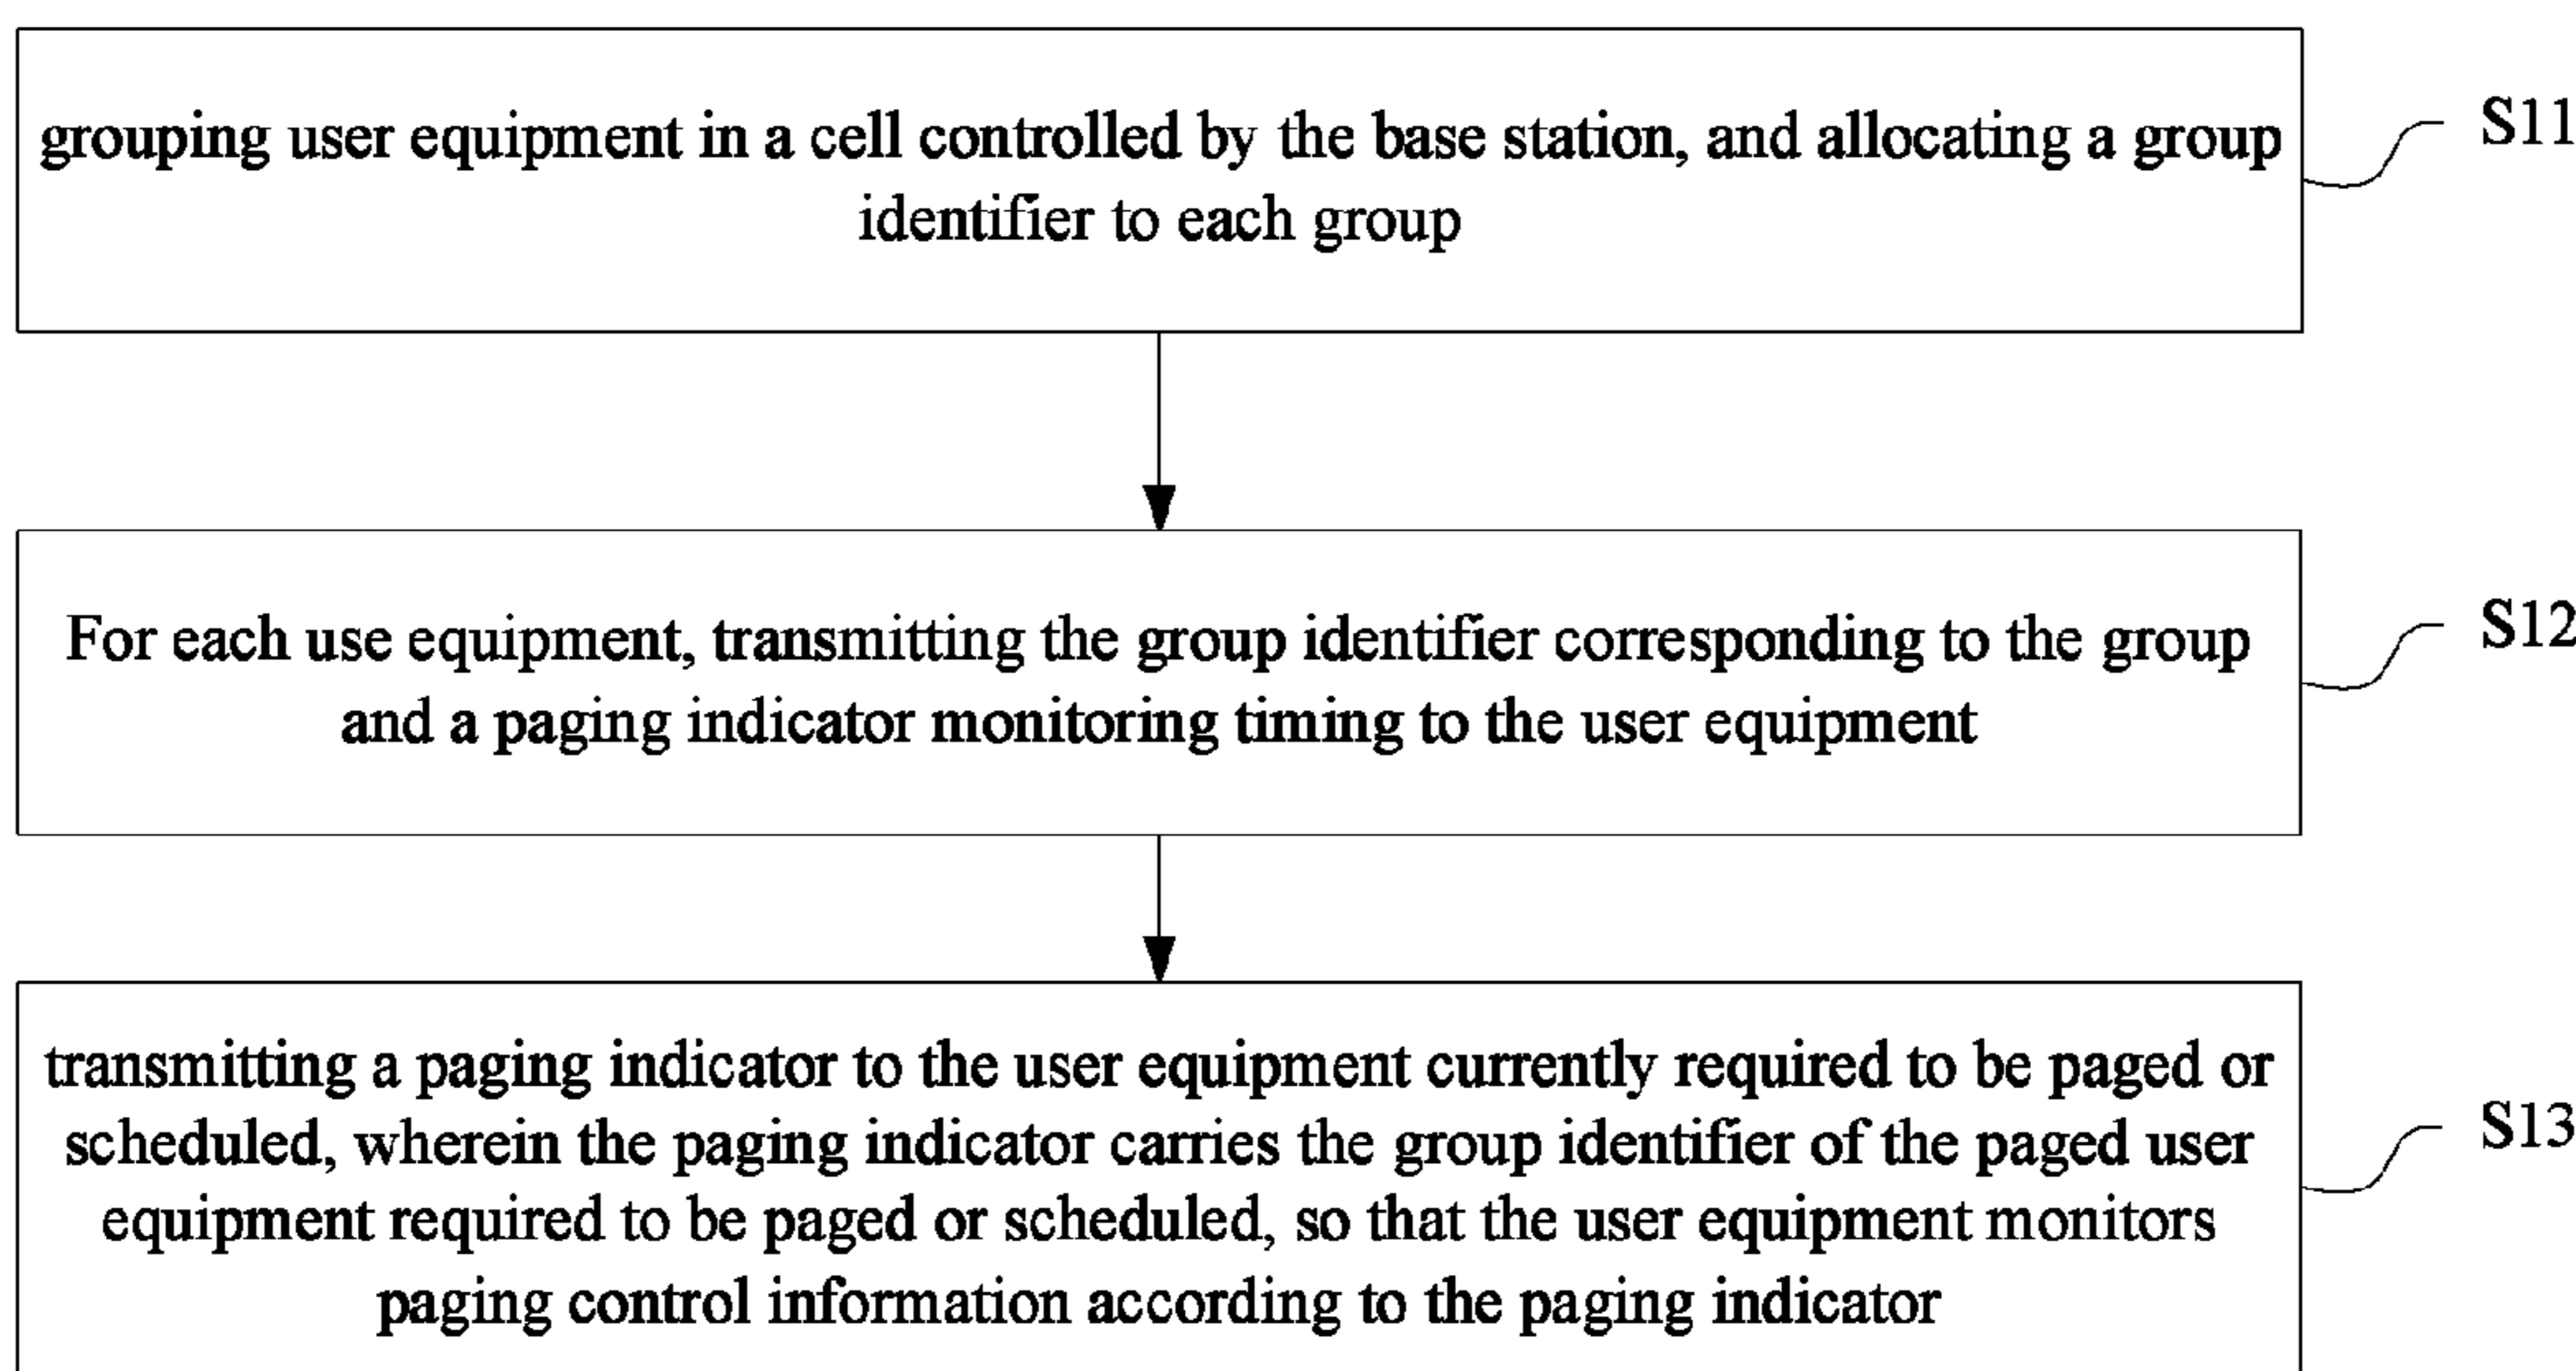 grouping user equipment in a cell controlled by the base station, and allocating a group
identifier to each group
S11
For each use equipment, transmitting the group identifier corresponding to the group
and a paging indicator monitoring timing to the user equipment
S12
transmitting a paging indicator to the user equipment currently required to be paged or
scheduled, wherein the paging indicator carries the group identifier of the paged user
equipment required to be paged or scheduled, so that the user equipment monitors
paging control information according to the paging indicator
S13